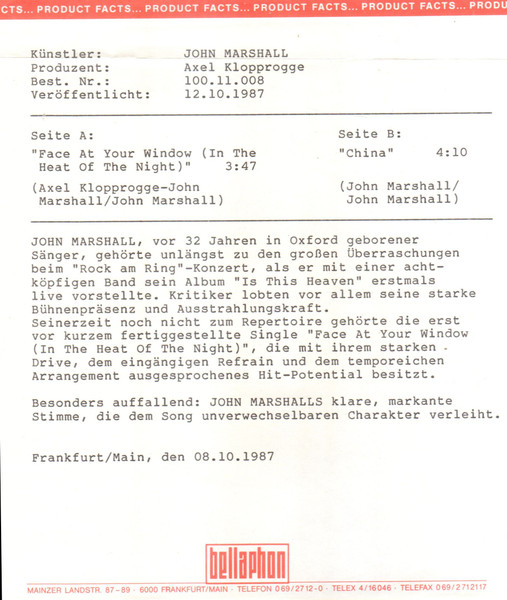 CTS... PRODUCT FACTS... PRODUCT FACTS... PRODUCT FACTS... PRODUCT FACTS... PRODU
Künstler: JOHN MARSHALL
Produzent: Axel Klopprogge
Best. Nr.: 100.11.008
Veröffentlicht: 12.10.1987
Seite A: Seite B:
"Face At Your Window (In The "China" 4:10
Heat Of The Night)" 3:47
(Axel Klopprogge-John (John Marshall/
Marshall/John Marshall) John Marshall)
JOHN MARSHALL, vor 32 Jahren in Oxford geborener
Sänger, gehörte unlängst zu den großen Überraschungen
beim "Rock am Ring"-Konzert, als er mit einer acht-
köpfigen Band sein Album "Is This Heaven" erstmals
live vorstellte. Kritiker lobten vor allem seine starke
Bühnenpräsenz und Ausstrahlungskraft.
Seinerzeit noch nicht zum Repertoire gehörte die erst
vor kurzem fertiggestellte Single "Face At Your Window
(In The Heat Of The Night)", die mit ihrem starken
Drive, dem eingängigen Refrain und dem temporeichen
Arrangement ausgesprochenes Hit-Potential besitzt.
Besonders auffallend: JOHN MARSHALLS klare, markante
Stimme, die dem Song unverwechselbaren Charakter verleiht.
Frankfurt/Main, den 08.10.1987
bellaphon
MAINZER LANDSTR. 87-89 · 6000 FRANKFURT/MAIN · TELEFON 069/2712-0 · TELEX 4/16046 · TELEFAX 069/2712117